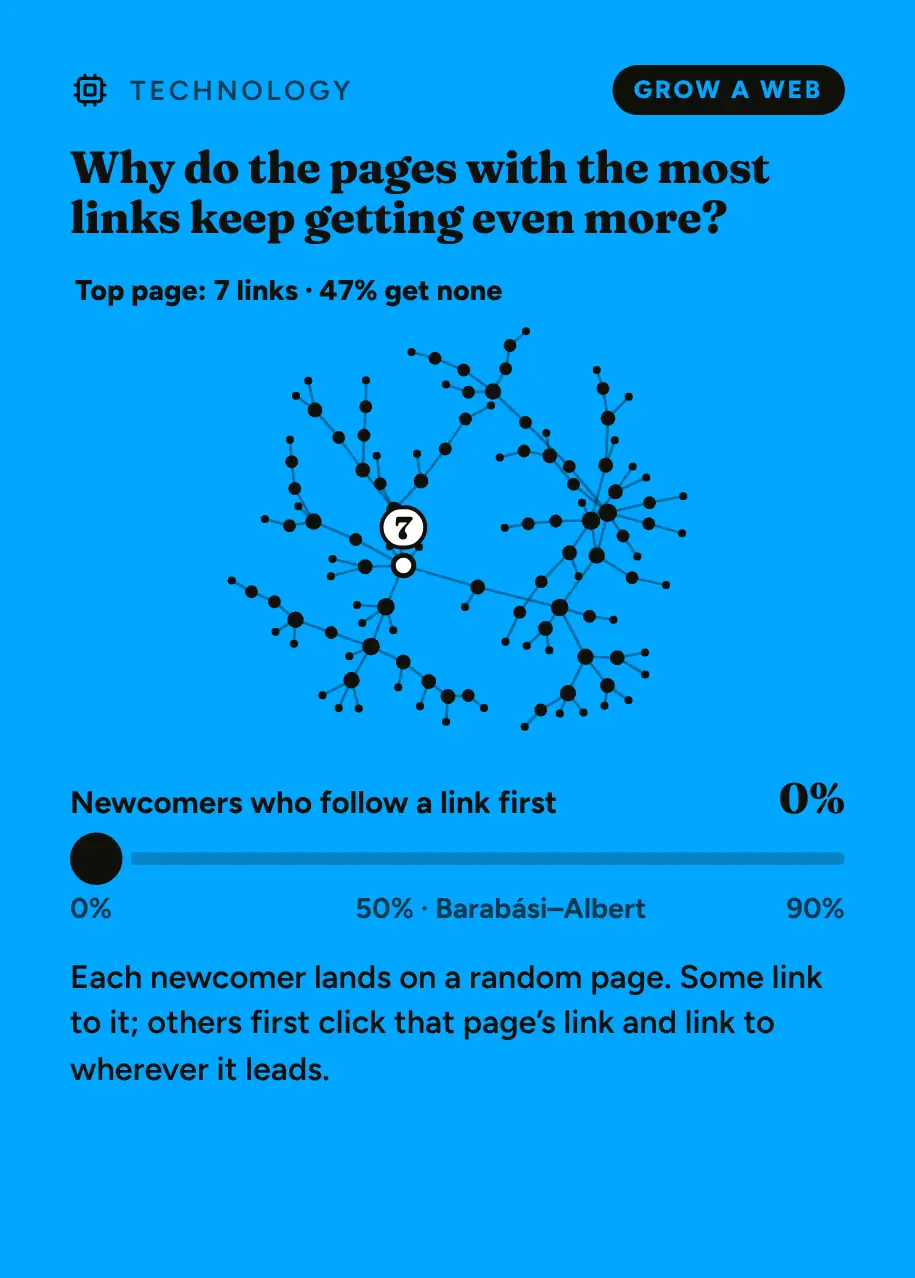 TECHNOLOGY
GROW A WEB
Why do the pages with the most
links keep getting even more?
Top page: 7 links · 47% get none
7
Newcomers who follow a link first
0%
0%
50% · Barabási–Albert
90%
Each newcomer lands on a random page. Some link
to it; others first click that page’s link and link to
wherever it leads.